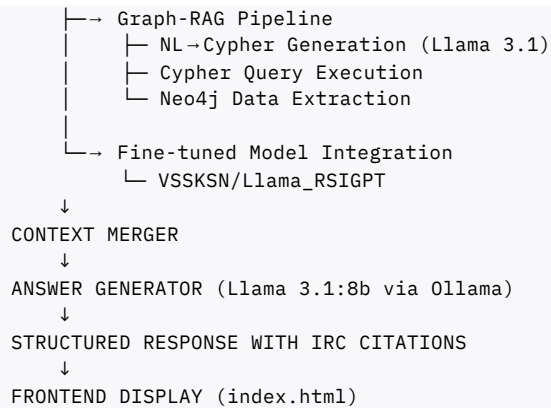 ├─→ Graph-RAG Pipeline
│     ├─ NL→Cypher Generation (Llama 3.1)
│     ├─ Cypher Query Execution
│     └─ Neo4j Data Extraction
│
└─→ Fine-tuned Model Integration
      └─ VSSKSN/Llama_RSIGPT
↓
CONTEXT MERGER
↓
ANSWER GENERATOR (Llama 3.1:8b via Ollama)
↓
STRUCTURED RESPONSE WITH IRC CITATIONS
↓
FRONTEND DISPLAY (index.html)